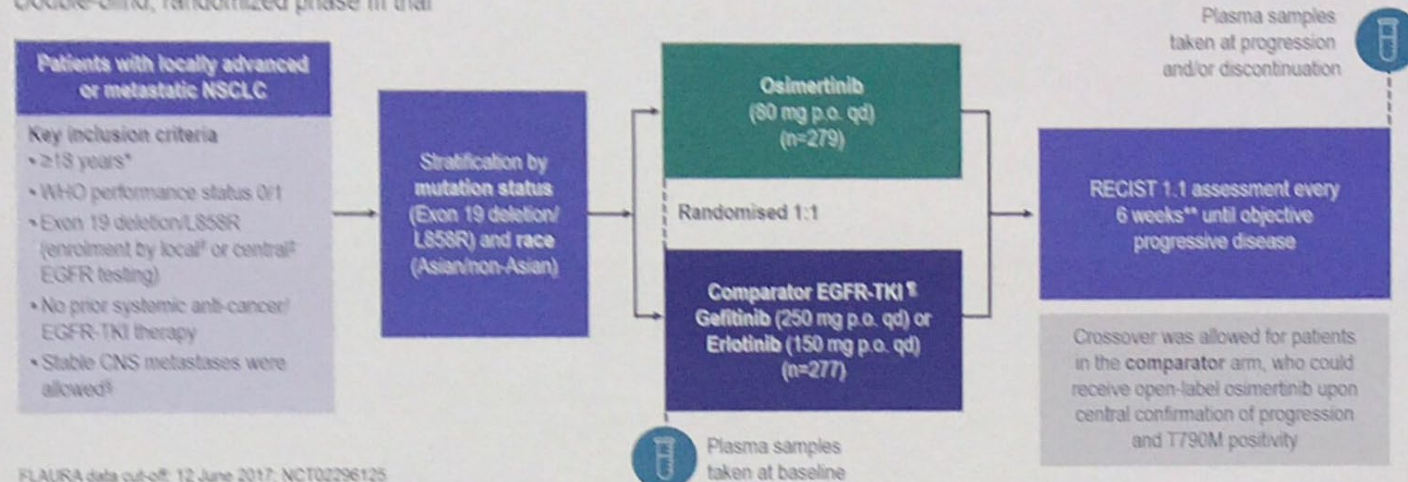 Double-blind, randomized phase III trial
Patients with locally advanced
or metastatic NSCLC
Key inclusion criteria
• ≥18 years*
• WHO performance status 0/1
• Exon 19 deletion/L858R
(enrolment by local# or central‡
EGFR testing)
• No prior systemic anti-cancer/
EGFR-TKI therapy
• Stable CNS metastases were
allowed§
Stratification by
mutation status
(Exon 19 deletion/
L858R) and race
(Asian/non-Asian)
Osimertinib
(80 mg p.o. qd)
(n=279)
Randomised 1:1
Comparator EGFR-TKI¶
Gefitinib (250 mg p.o. qd) or
Erlotinib (150 mg p.o. qd)
(n=277)
Plasma samples
taken at baseline
Plasma samples
taken at progression
and/or discontinuation
RECIST 1.1 assessment every
6 weeks** until objective
progressive disease
Crossover was allowed for patients
in the comparator arm, who could
receive open-label osimertinib upon
central confirmation of progression
and T790M positivity
FLAURA data cut-off: 12 June 2017; NCT02296125